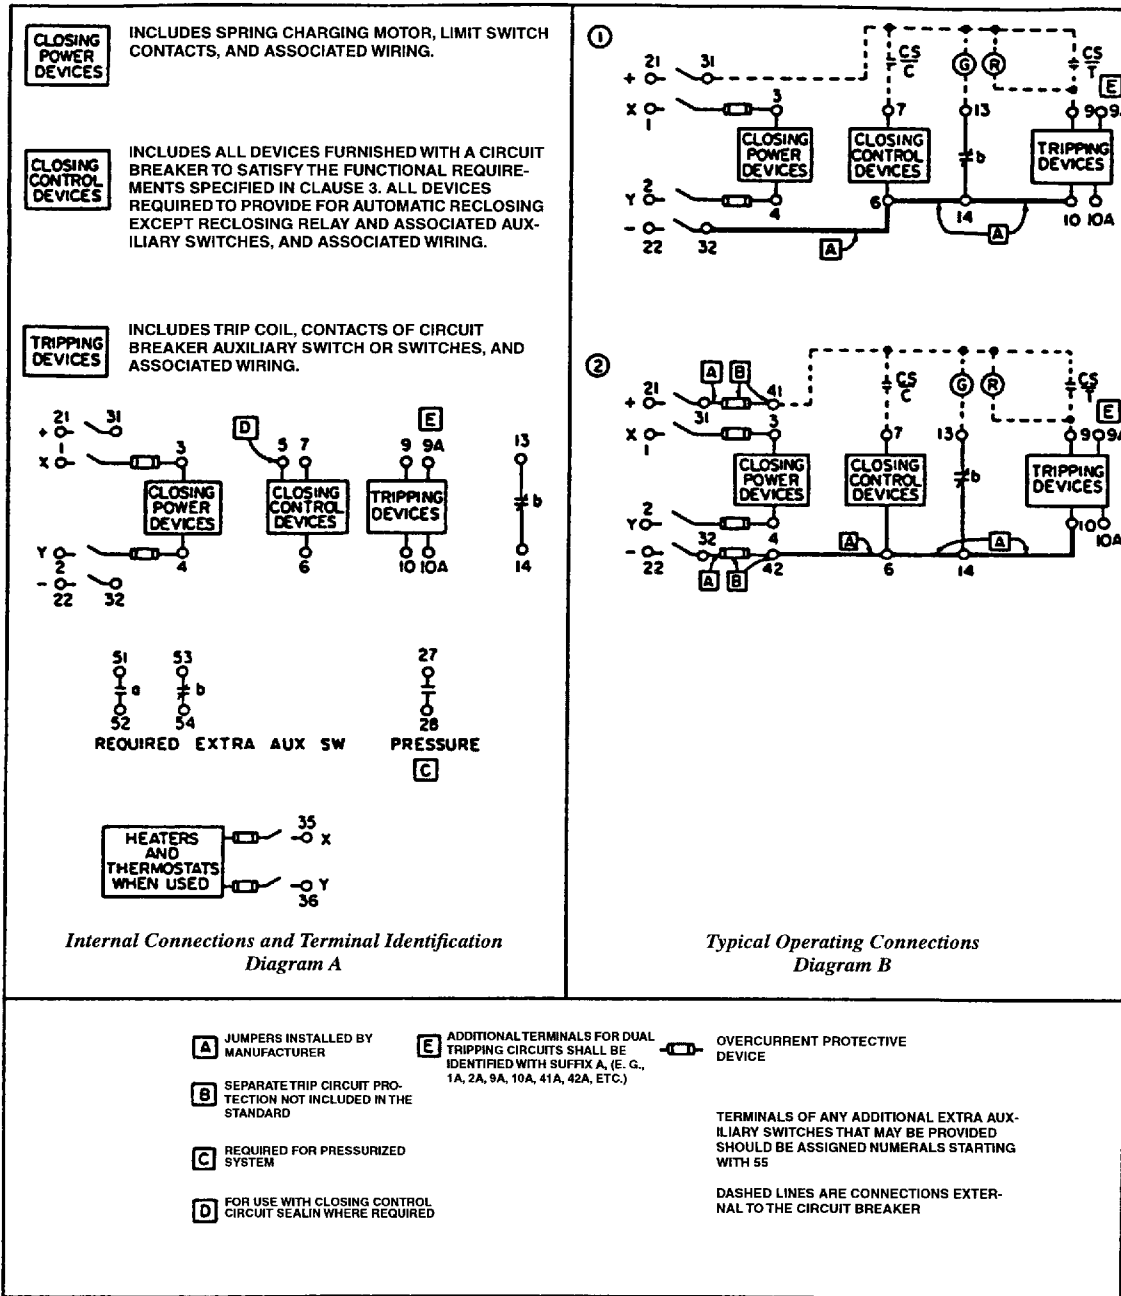 CLOSING
POWER
DEVICES
INCLUDES SPRING CHARGING MOTOR, LIMIT SWITCH
CONTACTS, AND ASSOCIATED WIRING.
CLOSING
CONTROL
DEVICES
INCLUDES ALL DEVICES FURNISHED WITH A CIRCUIT
BREAKER TO SATISFY THE FUNCTIONAL REQUIRE-
MENTS SPECIFIED IN CLAUSE 3. ALL DEVICES
REQUIRED TO PROVIDE FOR AUTOMATIC RECLOSING
EXCEPT RECLOSING RELAY AND ASSOCIATED AUX-
ILIARY SWITCHES, AND ASSOCIATED WIRING.
TRIPPING
DEVICES
INCLUDES TRIP COIL, CONTACTS OF CIRCUIT
BREAKER AUXILIARY SWITCH OR SWITCHES, AND
ASSOCIATED WIRING.
21 31
+
1
X 3
D 5 7
E
9 9A
13
CLOSING
POWER
DEVICES
CLOSING
CONTROL
DEVICES
TRIPPING
DEVICES
b
Y
2 4 6 10 10A 14
-
22 32
51 53 27
a b
52 54 28
REQUIRED EXTRA AUX SW PRESSURE
C
HEATERS
AND
THERMOSTATS
WHEN USED
35
X
Y
36
Internal Connections and Terminal Identification
Diagram A
1
21 31
+
X
1
3
CS
C
G R
CS
T
E
7 13 9 9A
CLOSING
POWER
DEVICES
CLOSING
CONTROL
DEVICES
b
TRIPPING
DEVICES
2
Y 4 6 14 10 10A
-
22 32
A A
2
21
+
31
A B 41
X
1
3
CS
C
G R
CS
T
E
7 13 9 9A
CLOSING
POWER
DEVICES
CLOSING
CONTROL
DEVICES
b
TRIPPING
DEVICES
2
Y 4 10 10A
-
22 32
A B 42
A 6 14 A
Typical Operating Connections
Diagram B
A JUMPERS INSTALLED BY
MANUFACTURER
B SEPARATE TRIP CIRCUIT PRO-
TECTION NOT INCLUDED IN THE
STANDARD
C REQUIRED FOR PRESSURIZED
SYSTEM
D FOR USE WITH CLOSING CONTROL
CIRCUIT SEALIN WHERE REQUIRED
E ADDITIONAL TERMINALS FOR DUAL
TRIPPING CIRCUITS SHALL BE
IDENTIFIED WITH SUFFIX A, (E. G.,
1A, 2A, 9A, 10A, 41A, 42A, ETC.)
OVERCURRENT PROTECTIVE
DEVICE
TERMINALS OF ANY ADDITIONAL EXTRA AUX-
ILIARY SWITCHES THAT MAY BE PROVIDED
SHOULD BE ASSIGNED NUMERALS STARTING
WITH 55
DASHED LINES ARE CONNECTIONS EXTER-
NAL TO THE CIRCUIT BREAKER